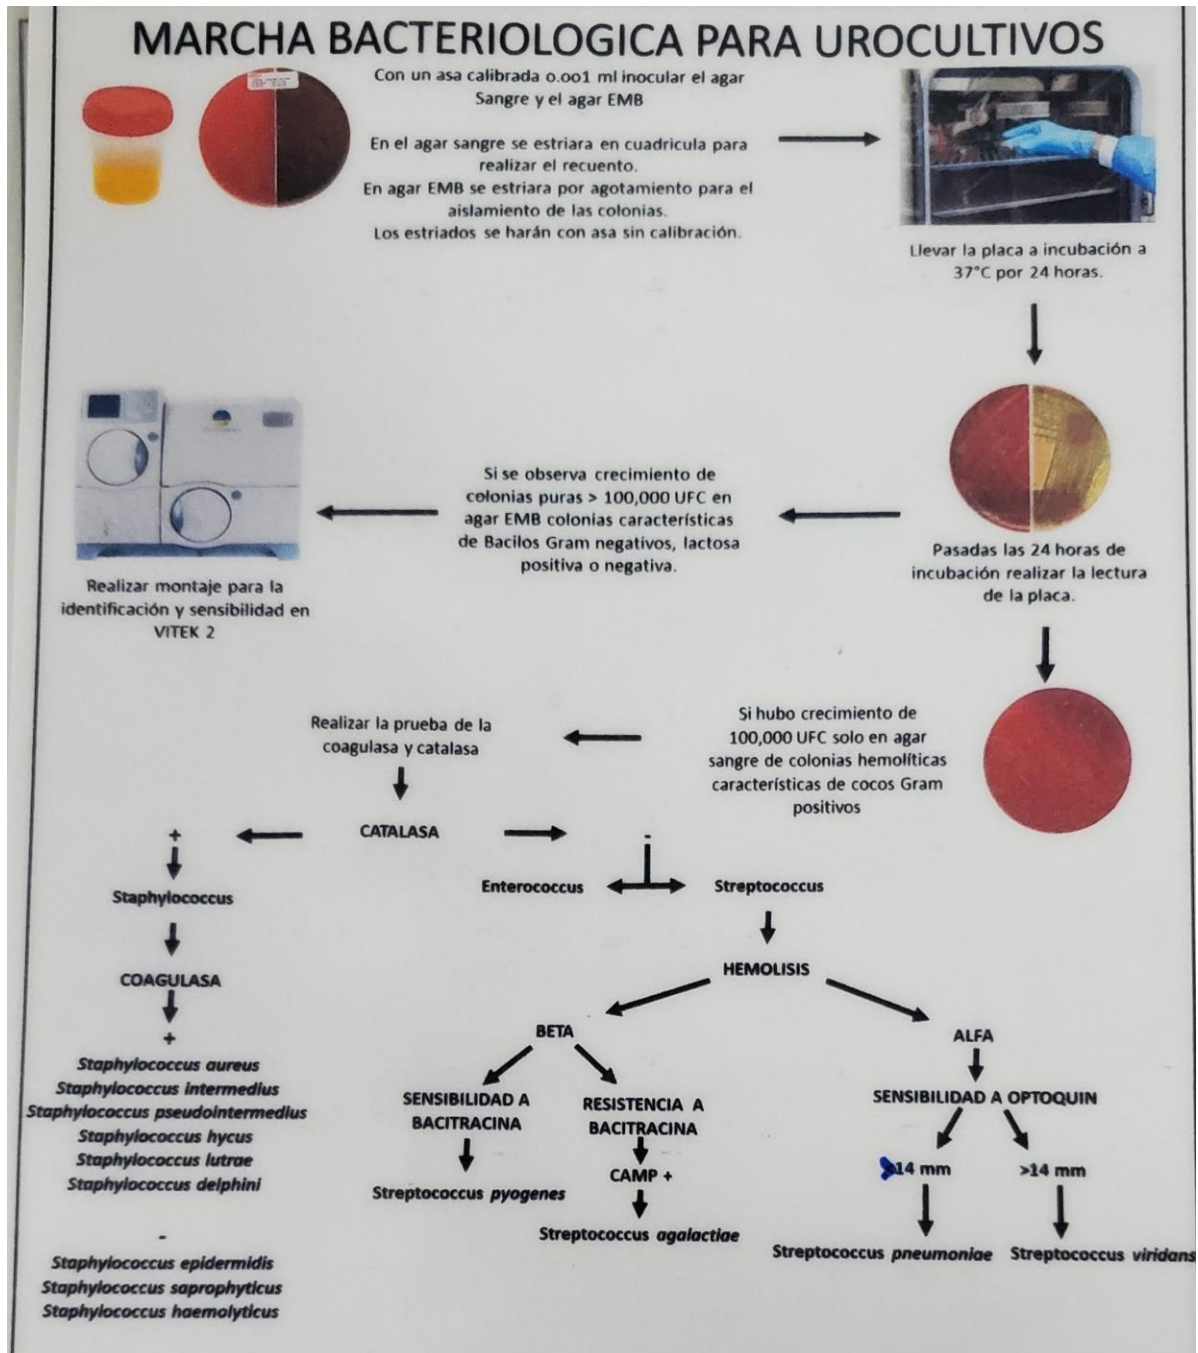 MARCHA BACTERIOLOGICA PARA UROCULTIVOS
Con un asa calibrada 0.001 ml inocular el agar
Sangre y el agar EMB
En el agar sangre se estriara en cuadricula para
realizar el recuento.
En agar EMB se estriara por agotamiento para el
aislamiento de las colonias.
Los estriados se harán con asa sin calibración.
Llevar la placa a incubación a
37°C por 24 horas.
Pasadas las 24 horas de
incubación realizar la lectura
de la placa.
Si se observa crecimiento de
colonias puras > 100,000 UFC en
agar EMB colonias características
de Bacilos Gram negativos, lactosa
positiva o negativa.
Realizar montaje para la
identificación y sensibilidad en
VITEK 2
Si hubo crecimiento de
100,000 UFC solo en agar
sangre de colonias hemolíticas
características de cocos Gram
positivos
Realizar la prueba de la
coagulasa y catalasa
+ CATALASA -
Staphylococcus
Enterococcus Streptococcus
COAGULASA
+
Staphylococcus aureus
Staphylococcus intermedius
Staphylococcus pseudointermedius
Staphylococcus hycus
Staphylococcus lutrae
Staphylococcus delphini
-
Staphylococcus epidermidis
Staphylococcus saprophyticus
Staphylococcus haemolyticus
HEMOLISIS
BETA
ALFA
SENSIBILIDAD A
BACITRACINA
Streptococcus pyogenes
RESISTENCIA A
BACITRACINA
CAMP +
Streptococcus agalactiae
SENSIBILIDAD A OPTOQUIN
14 mm >14 mm
Streptococcus pneumoniae Streptococcus viridans